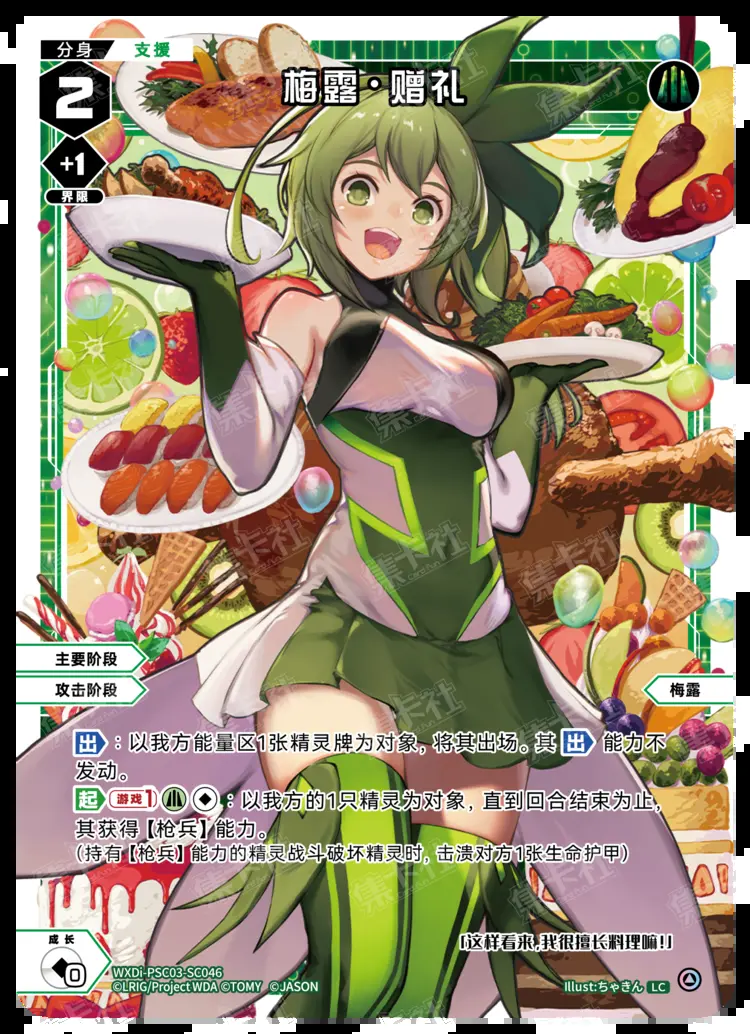 分身 支援
2
梅露·赠礼
+1
界限
主要阶段
攻击阶段
梅露
出：以我方能量区1张精灵牌为对象，将其出场。其 出 能力不
发动。
起 游戏1：以我方的1只精灵为对象，直到回合结束为止，
其获得【枪兵】能力。
（持有【枪兵】能力的精灵战斗破坏精灵时，击溃对方1张生命护甲）
「这样看来，我很擅长料理嘛！」
成长
0
WXDi-PSC03-SC046
©LRIG/Project WDA ©TOMY ©JASON
Illust:ちゃきん LC
集卡社